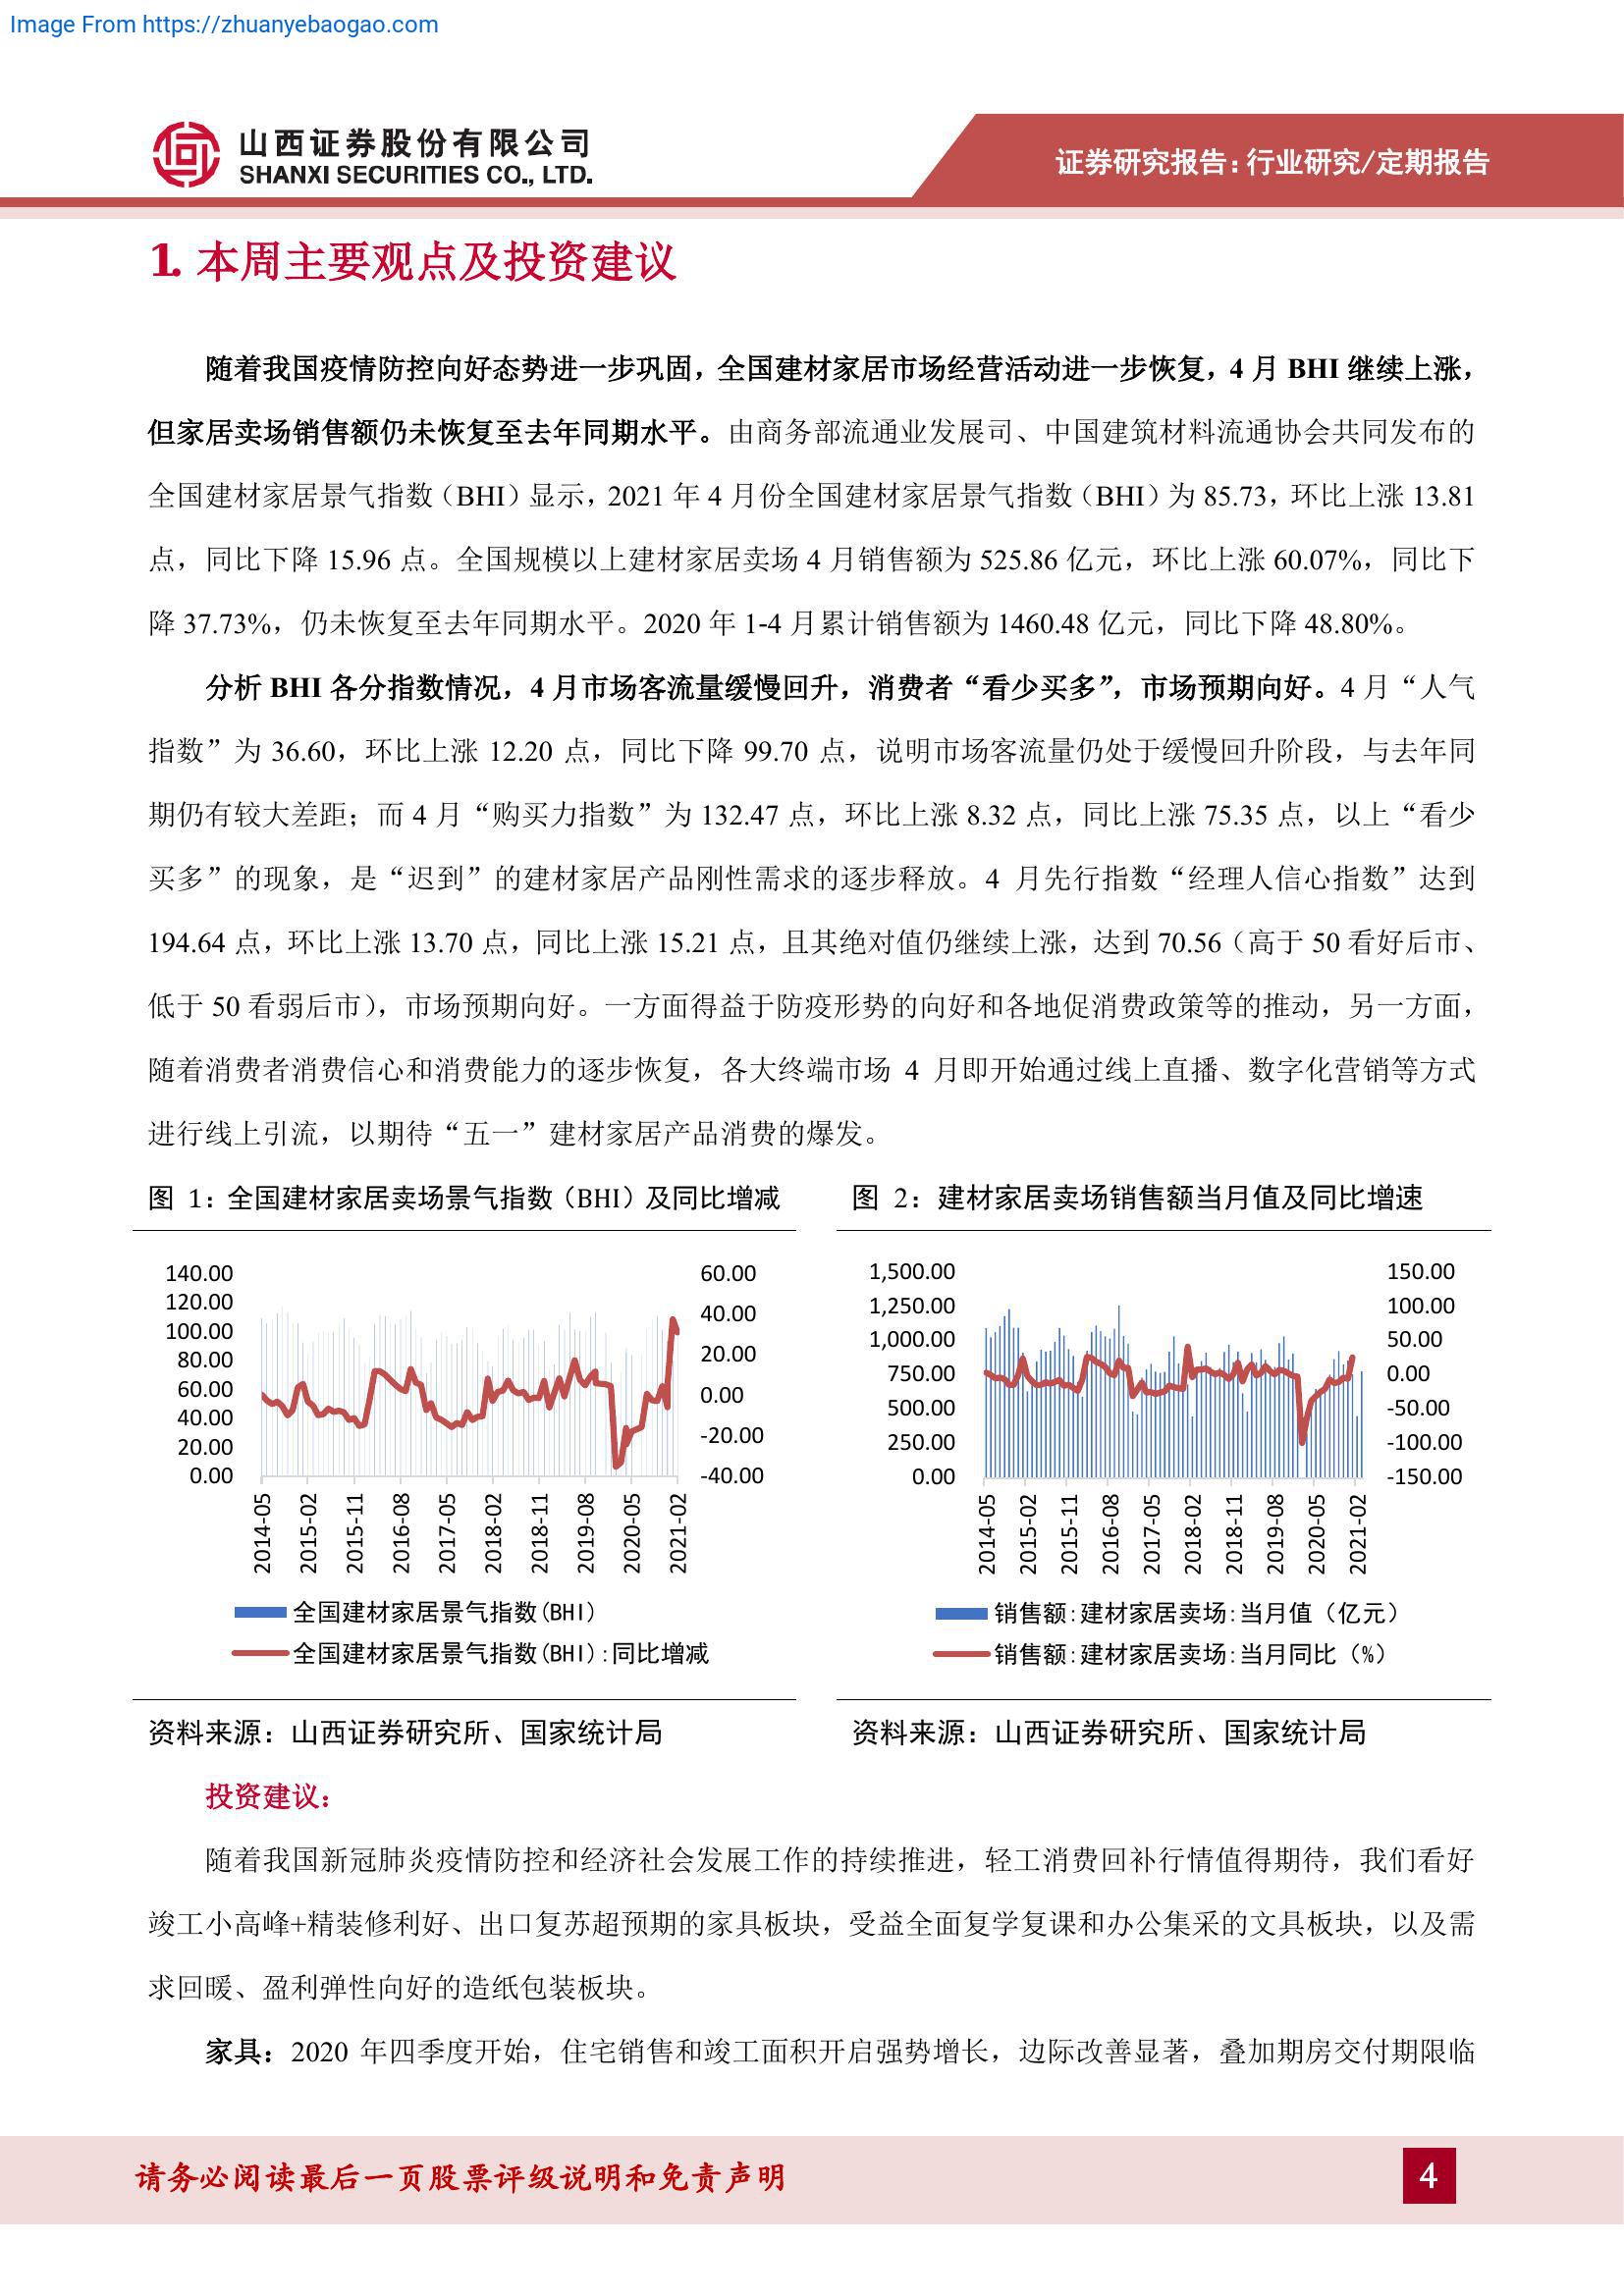 Image From https://zhuanyebaogao.com
山西证券股份有限公司
SHANXI SECURITIES CO., LTD.
证券研究报告:行业研究/定期报告
1. 本周主要观点及投资建议
随着我国疫情防控向好态势进一步巩固，全国建材家居市场经营活动进一步恢复，4 月 BHI 继续上涨，
但家居卖场销售额仍未恢复至去年同期水平。由商务部流通业发展司、中国建筑材料流通协会共同发布的
全国建材家居景气指数（BHI）显示，2021 年 4 月份全国建材家居景气指数（BHI）为 85.73，环比上涨 13.81
点，同比下降 15.96 点。全国规模以上建材家居卖场 4 月销售额为 525.86 亿元，环比上涨 60.07%，同比下
降 37.73%，仍未恢复至去年同期水平。2020 年 1-4 月累计销售额为 1460.48 亿元，同比下降 48.80%。
分析 BHI 各分指数情况，4 月市场客流量缓慢回升，消费者“看少买多”，市场预期向好。4 月“人气
指数”为 36.60，环比上涨 12.20 点，同比下降 99.70 点，说明市场客流量仍处于缓慢回升阶段，与去年同
期仍有较大差距；而 4 月“购买力指数”为 132.47 点，环比上涨 8.32 点，同比上涨 75.35 点，以上“看少
买多”的现象，是“迟到”的建材家居产品刚性需求的逐步释放。4 月先行指数“经理人信心指数”达到
194.64 点，环比上涨 13.70 点，同比上涨 15.21 点，且其绝对值仍继续上涨，达到 70.56（高于 50 看好后市、
低于 50 看弱后市），市场预期向好。一方面得益于防疫形势的向好和各地促消费政策等的推动，另一方面，
随着消费者消费信心和消费能力的逐步恢复，各大终端市场 4 月即开始通过线上直播、数字化营销等方式
进行线上引流，以期待“五一”建材家居产品消费的爆发。
图 1：全国建材家居卖场景气指数（BHI）及同比增减
140.00
120.00
100.00
80.00
60.00
40.00
20.00
0.00
60.00
40.00
20.00
0.00
-20.00
-40.00
2014-05
2015-02
2015-11
2016-08
2017-05
2018-02
2018-11
2019-08
2020-05
2021-02
全国建材家居景气指数(BHI)
全国建材家居景气指数(BHI):同比增减
资料来源：山西证券研究所、国家统计局
图 2：建材家居卖场销售额当月值及同比增速
1,500.00
1,250.00
1,000.00
750.00
500.00
250.00
0.00
150.00
100.00
50.00
0.00
-50.00
-100.00
-150.00
2014-05
2015-02
2015-11
2016-08
2017-05
2018-02
2018-11
2019-08
2020-05
2021-02
销售额:建材家居卖场:当月值（亿元）
销售额:建材家居卖场:当月同比（%）
资料来源：山西证券研究所、国家统计局
投资建议：
随着我国新冠肺炎疫情防控和经济社会发展工作的持续推进，轻工消费回补行情值得期待，我们看好
竣工小高峰+精装修利好、出口复苏超预期的家具板块，受益全面复学复课和办公集采的文具板块，以及需
求回暖、盈利弹性向好的造纸包装板块。
家具：2020 年四季度开始，住宅销售和竣工面积开启强势增长，边际改善显著，叠加期房交付期限临
请务必阅读最后一页股票评级说明和免责声明
4